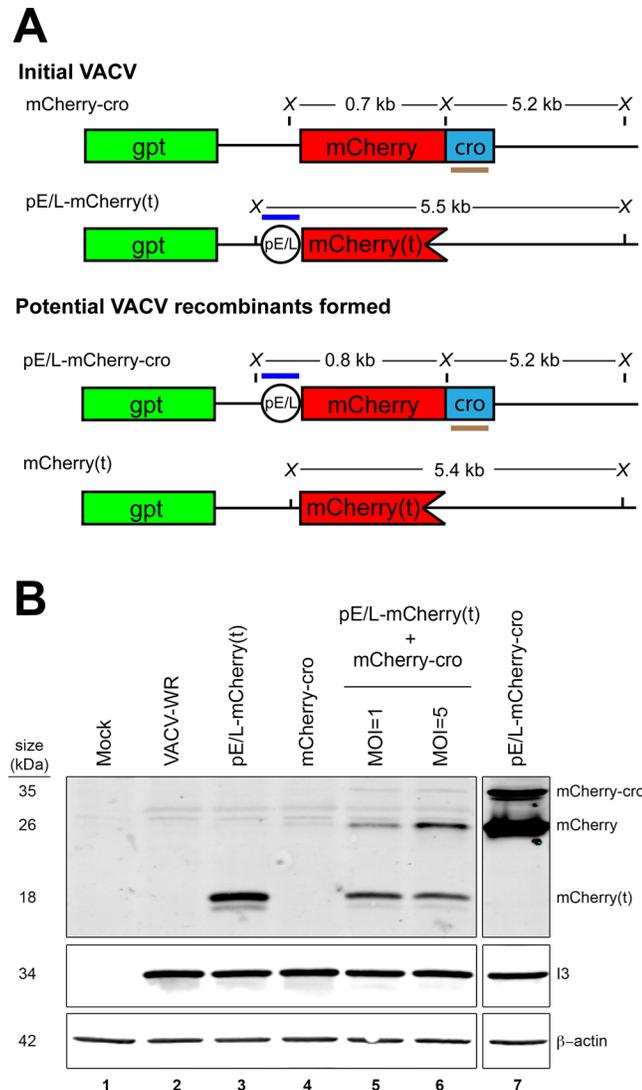 A
Initial VACV
mCherry-cro
X 0.7 kb X 5.2 kb X
gpt mCherry cro
pE/L-mCherry(t)
X 5.5 kb X
gpt pE/L mCherry(t)
Potential VACV recombinants formed
pE/L-mCherry-cro
X 0.8 kb X 5.2 kb X
gpt pE/L mCherry cro
mCherry(t)
X 5.4 kb X
gpt mCherry(t)
B
pE/L-mCherry(t)
+
mCherry-cro
size
(kDa)
Mock
VACV-WR
pE/L-mCherry(t)
mCherry-cro
MOI=1
MOI=5
pE/L-mCherry-cro
35 mCherry-cro
26 mCherry
18 mCherry(t)
34 I3
42 β-actin
1 2 3 4 5 6 7